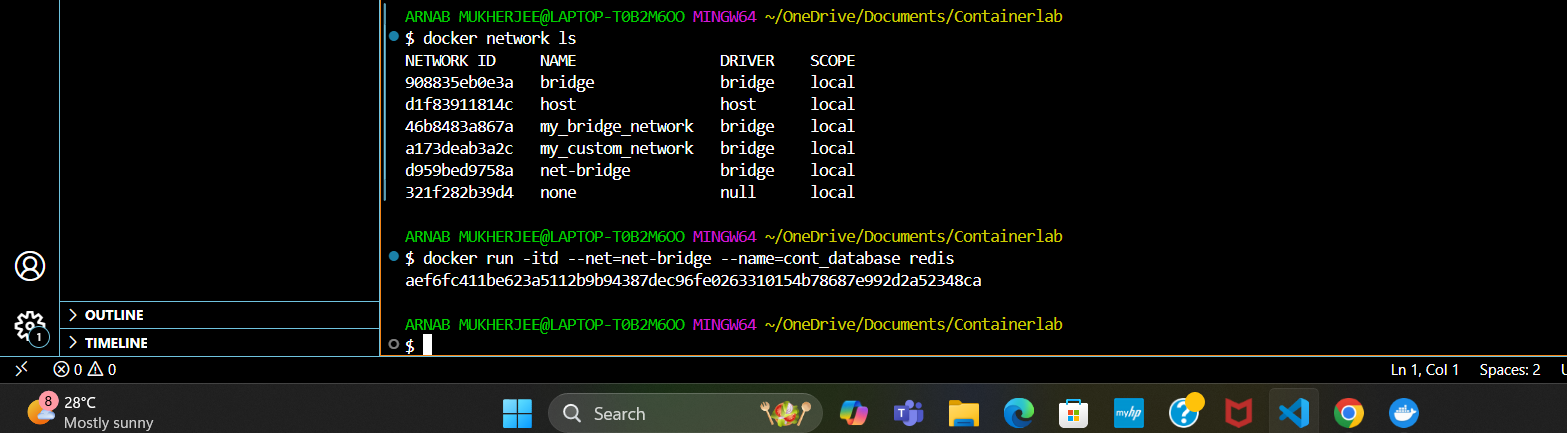 ARNAB MUKHERJEE@LAPTOP-T0B2M6OO MINGW64 ~/OneDrive/Documents/Containerlab
$ docker network ls
NETWORK ID NAME DRIVER SCOPE
908835eb0e3a bridge bridge local
d1f83911814c host host local
46b8483a867a my_bridge_network bridge local
a173deab3a2c my_custom_network bridge local
d959bed9758a net-bridge bridge local
321f282b39d4 none null local
ARNAB MUKHERJEE@LAPTOP-T0B2M6OO MINGW64 ~/OneDrive/Documents/Containerlab
$ docker run -itd --net=net-bridge --name=cont_database redis
aef6fc411be623a5112b9b94387dec96fe0263310154b78687e992d2a52348ca
ARNAB MUKHERJEE@LAPTOP-T0B2M6OO MINGW64 ~/OneDrive/Documents/Containerlab
$
1
OUTLINE
TIMELINE
0 0
Ln 1, Col 1 Spaces: 2
8
28°C
Mostly sunny
Search
myhp